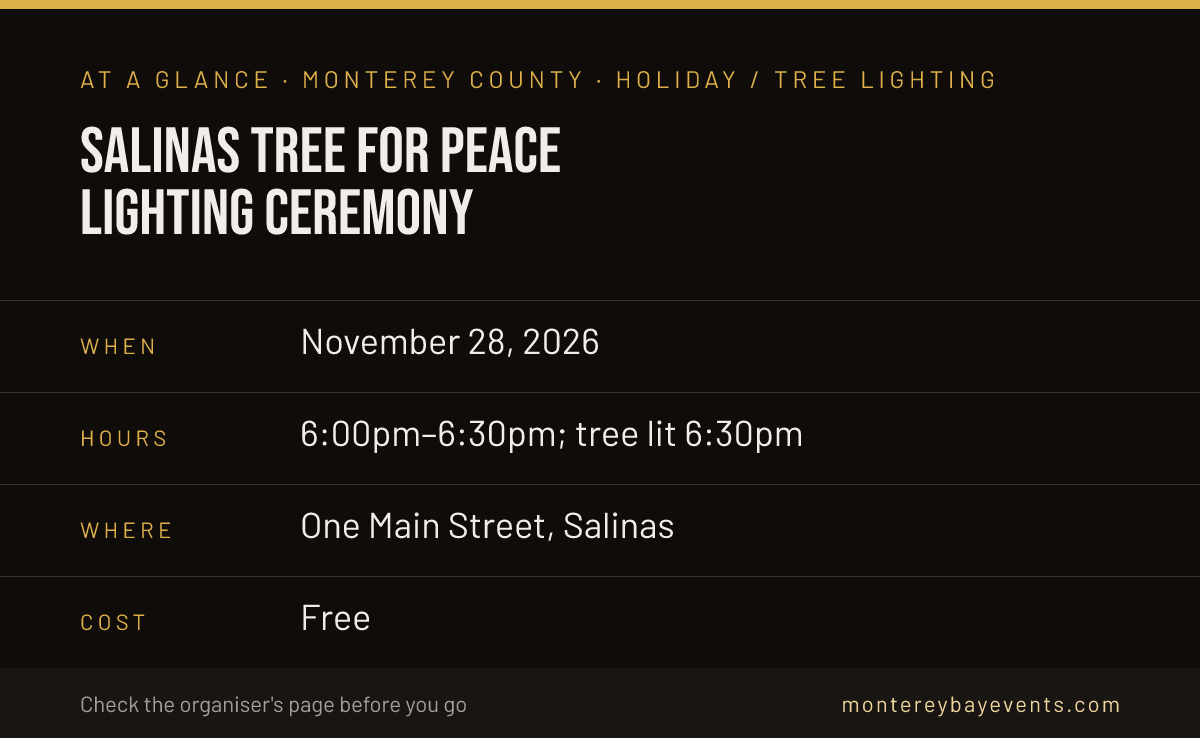 AT A GLANCE · MONTEREY COUNTY · HOLIDAY / TREE LIGHTING
SALINAS TREE FOR PEACE
LIGHTING CEREMONY
WHEN November 28, 2026
HOURS 6:00pm–6:30pm; tree lit 6:30pm
WHERE One Main Street, Salinas
COST Free
Check the organiser's page before you go montereybayevents.com